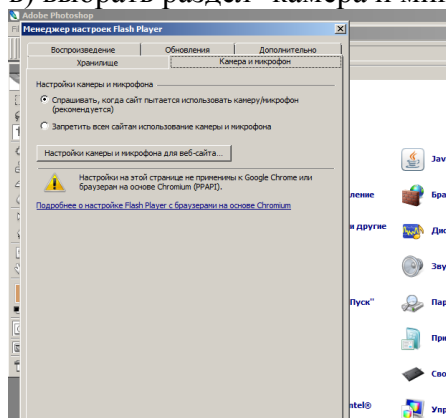 в) выбрать раздел "камера и мик
Adobe Photoshop
Менеджер настроек Flash Player
Воспроизведение
Обновления
Дополнительно
Хранилище
Камера и микрофон
Настройки камеры и микрофона
Спрашивать, когда сайт пытается использовать камеру/микрофон
(рекомендуется)
Запретить всем сайтам использование камеры и микрофона
Настройки камеры и микрофона для веб-сайта...
Настройки на этой странице не применимы к Google Chrome или
браузерам на основе Chromium (PPAPI).
Подробнее о настройке Flash Player с браузерами на основе Chromium
Jav
ление
Бра
и другие
Дис
Зву
Пуск"
Пар
При
Сво
ntel®
Упр